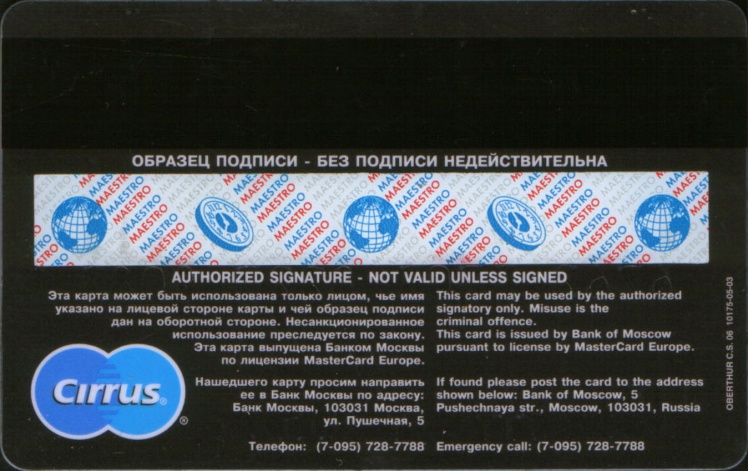 ОБРАЗЕЦ ПОДПИСИ - БЕЗ ПОДПИСИ НЕДЕЙСТВИТЕЛЬНА
MAESTRO MAESTRO MAESTRO MAESTRO MAESTRO
AUTHORIZED SIGNATURE - NOT VALID UNLESS SIGNED
Эта карта может быть использована только лицом, чье имя
указано на лицевой стороне карты и чей образец подписи
дан на оборотной стороне. Несанкционированное
использование преследуется по закону.
Эта карта выпущена Банком Москвы
по лицензии MasterCard Europe.
This card may be used by the authorized
signatory only. Misuse is the
criminal offence.
This card is issued by Bank of Moscow
pursuant to license by MasterCard Europe.
Cirrus®
®
Нашедшего карту просим направить
ее в Банк Москвы по адресу:
Банк Москвы, 103031 Москва,
ул. Пушечная, 5
If found please post the card to the address
shown below: Bank of Moscow, 5
Pushechnaya str., Moscow, 103031, Russia
Телефон: (7-095) 728-7788
Emergency call: (7-095) 728-7788
OBERTHUR C.S. 06 10175-05-03